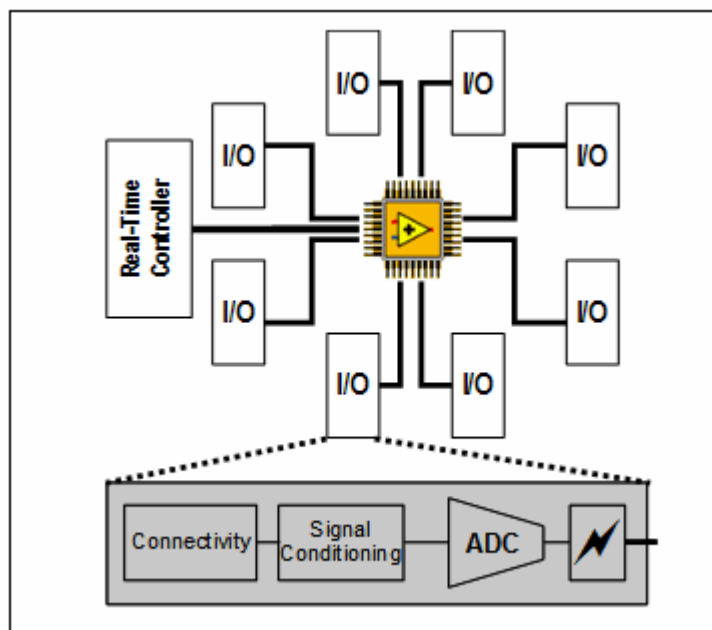 I/O
I/O
I/O
I/O
Real-Time
Controller
I/O
I/O
I/O
I/O
Connectivity
Signal
Conditioning
ADC